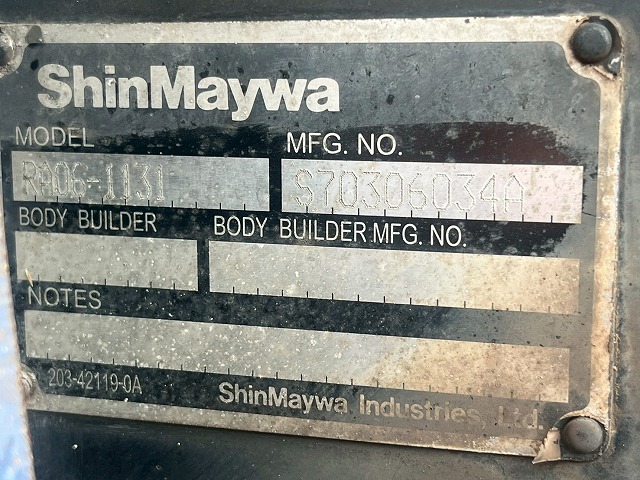 ShinMaywa
MODEL MFG. NO.
RA06-1131 S70306034A
BODY BUILDER BODY BUILDER MFG. NO.
NOTES
203-42119-0A ShinMaywa Industries, Ltd.